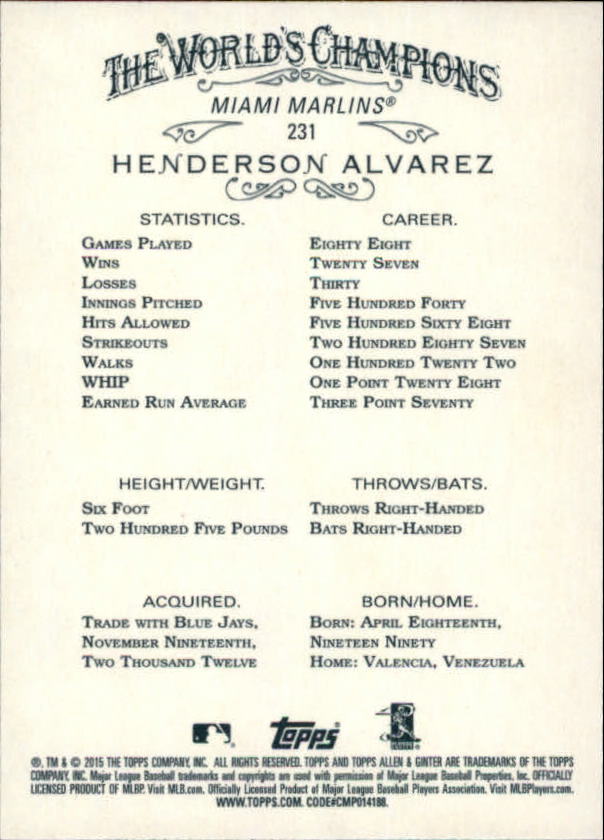 THE WORLD'S CHAMPIONS
MIAMI MARLINS®
231
HENDERSON ALVAREZ
STATISTICS. CAREER.
GAMES PLAYED EIGHTY EIGHT
WINS TWENTY SEVEN
LOSSES THIRTY
INNINGS PITCHED FIVE HUNDRED FORTY
HITS ALLOWED FIVE HUNDRED SIXTY EIGHT
STRIKEOUTS TWO HUNDRED EIGHTY SEVEN
WALKS ONE HUNDRED TWENTY TWO
WHIP ONE POINT TWENTY EIGHT
EARNED RUN AVERAGE THREE POINT SEVENTY
HEIGHT/WEIGHT. THROWS/BATS.
SIX FOOT THROWS RIGHT-HANDED
TWO HUNDRED FIVE POUNDS BATS RIGHT-HANDED
ACQUIRED. BORN/HOME.
TRADE WITH BLUE JAYS, BORN: APRIL EIGHTEENTH,
NOVEMBER NINETEENTH, NINETEEN NINETY
TWO THOUSAND TWELVE HOME: VALENCIA, VENEZUELA
topps
®, TM & © 2015 THE TOPPS COMPANY, INC. ALL RIGHTS RESERVED. TOPPS AND TOPPS ALLEN & GINTER ARE TRADEMARKS OF THE TOPPS
COMPANY, INC. Major League Baseball trademarks and copyrights are used with permission of Major League Baseball Properties, Inc. OFFICIALLY
LICENSED PRODUCT OF MLBP. Visit MLB.com. Officially Licensed Product of Major League Baseball Players Association. Visit MLBPlayers.com.
WWW.TOPPS.COM. CODE#CMP014188.